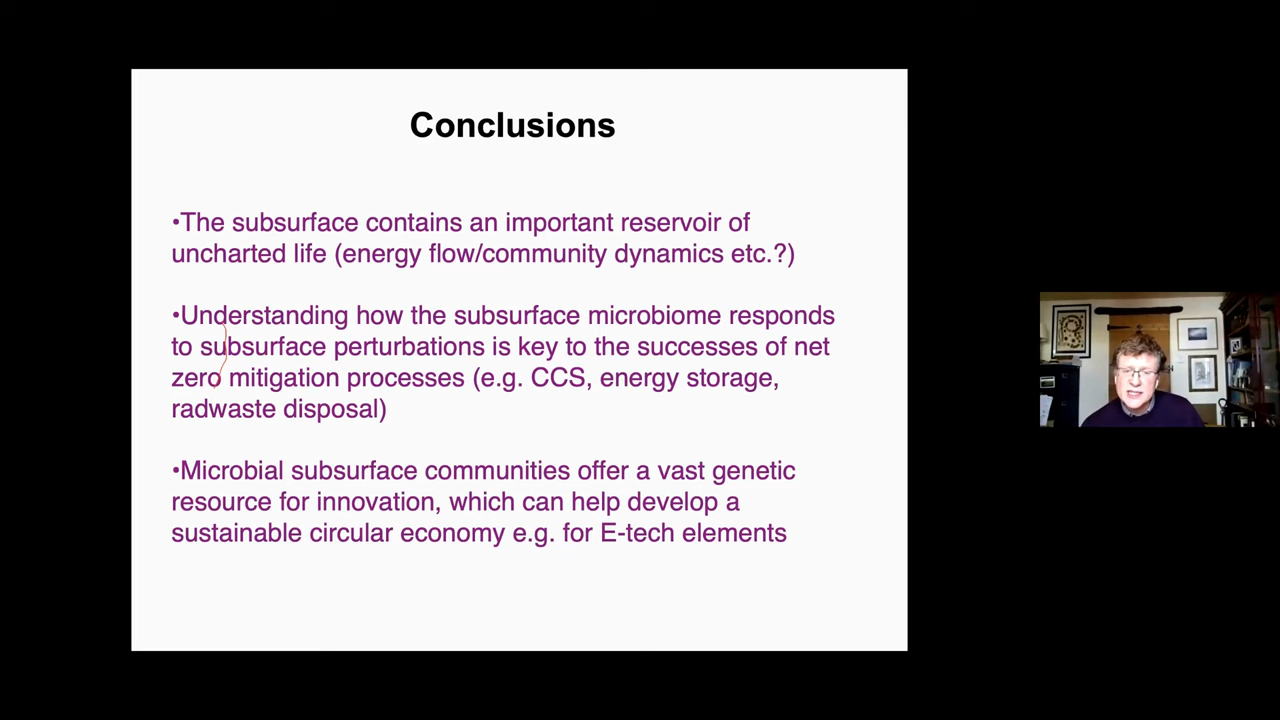 Conclusions
•The subsurface contains an important reservoir of
uncharted life (energy flow/community dynamics etc.?)
•Understanding how the subsurface microbiome responds
to subsurface perturbations is key to the successes of net
zero mitigation processes (e.g. CCS, energy storage,
radwaste disposal)
•Microbial subsurface communities offer a vast genetic
resource for innovation, which can help develop a
sustainable circular economy e.g. for E-tech elements